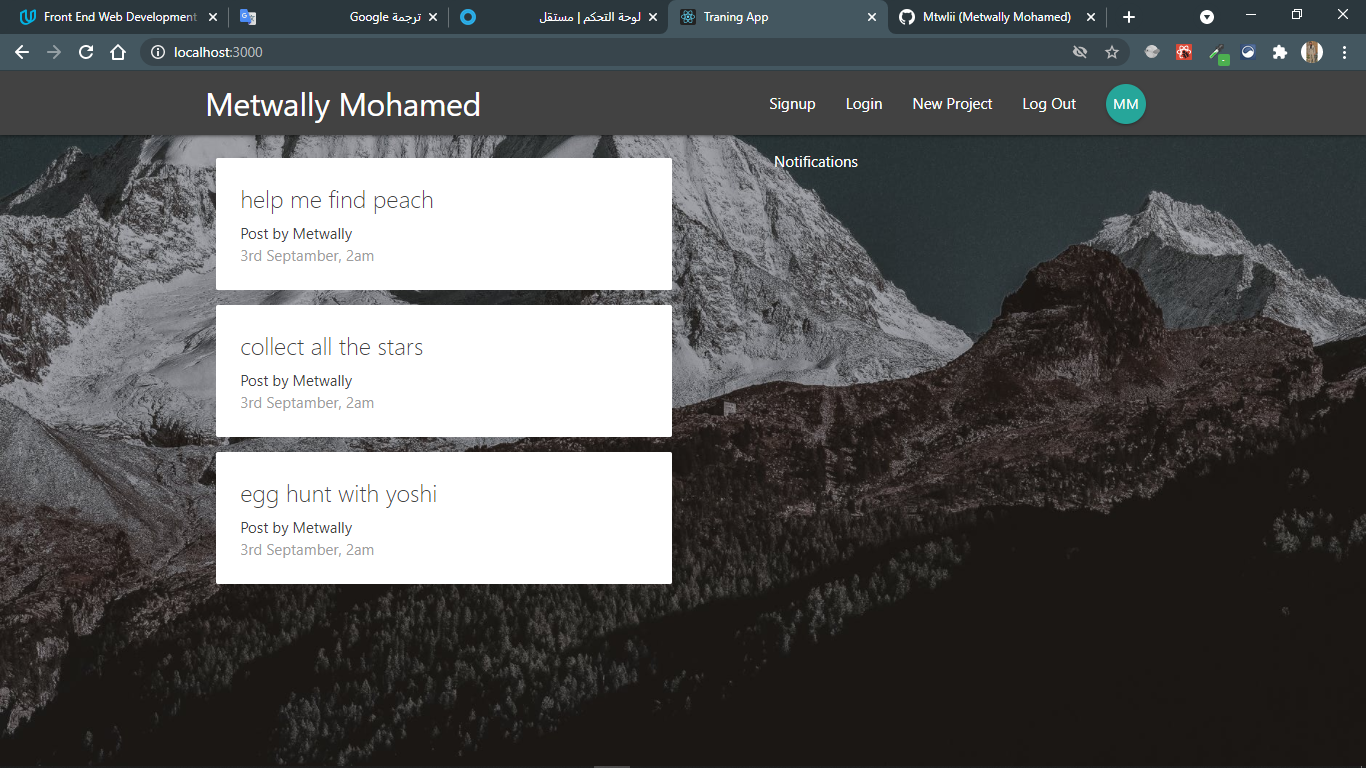 Front End Web Development
ترجمة Google
لوحة التحكم | مستقل
Traning App
Mtwlii (Metwally Mohamed)
localhost:3000
Metwally Mohamed
Signup
Login
New Project
Log Out
MM
Notifications
help me find peach
Post by Metwally
3rd Septamber, 2am
collect all the stars
Post by Metwally
3rd Septamber, 2am
egg hunt with yoshi
Post by Metwally
3rd Septamber, 2am